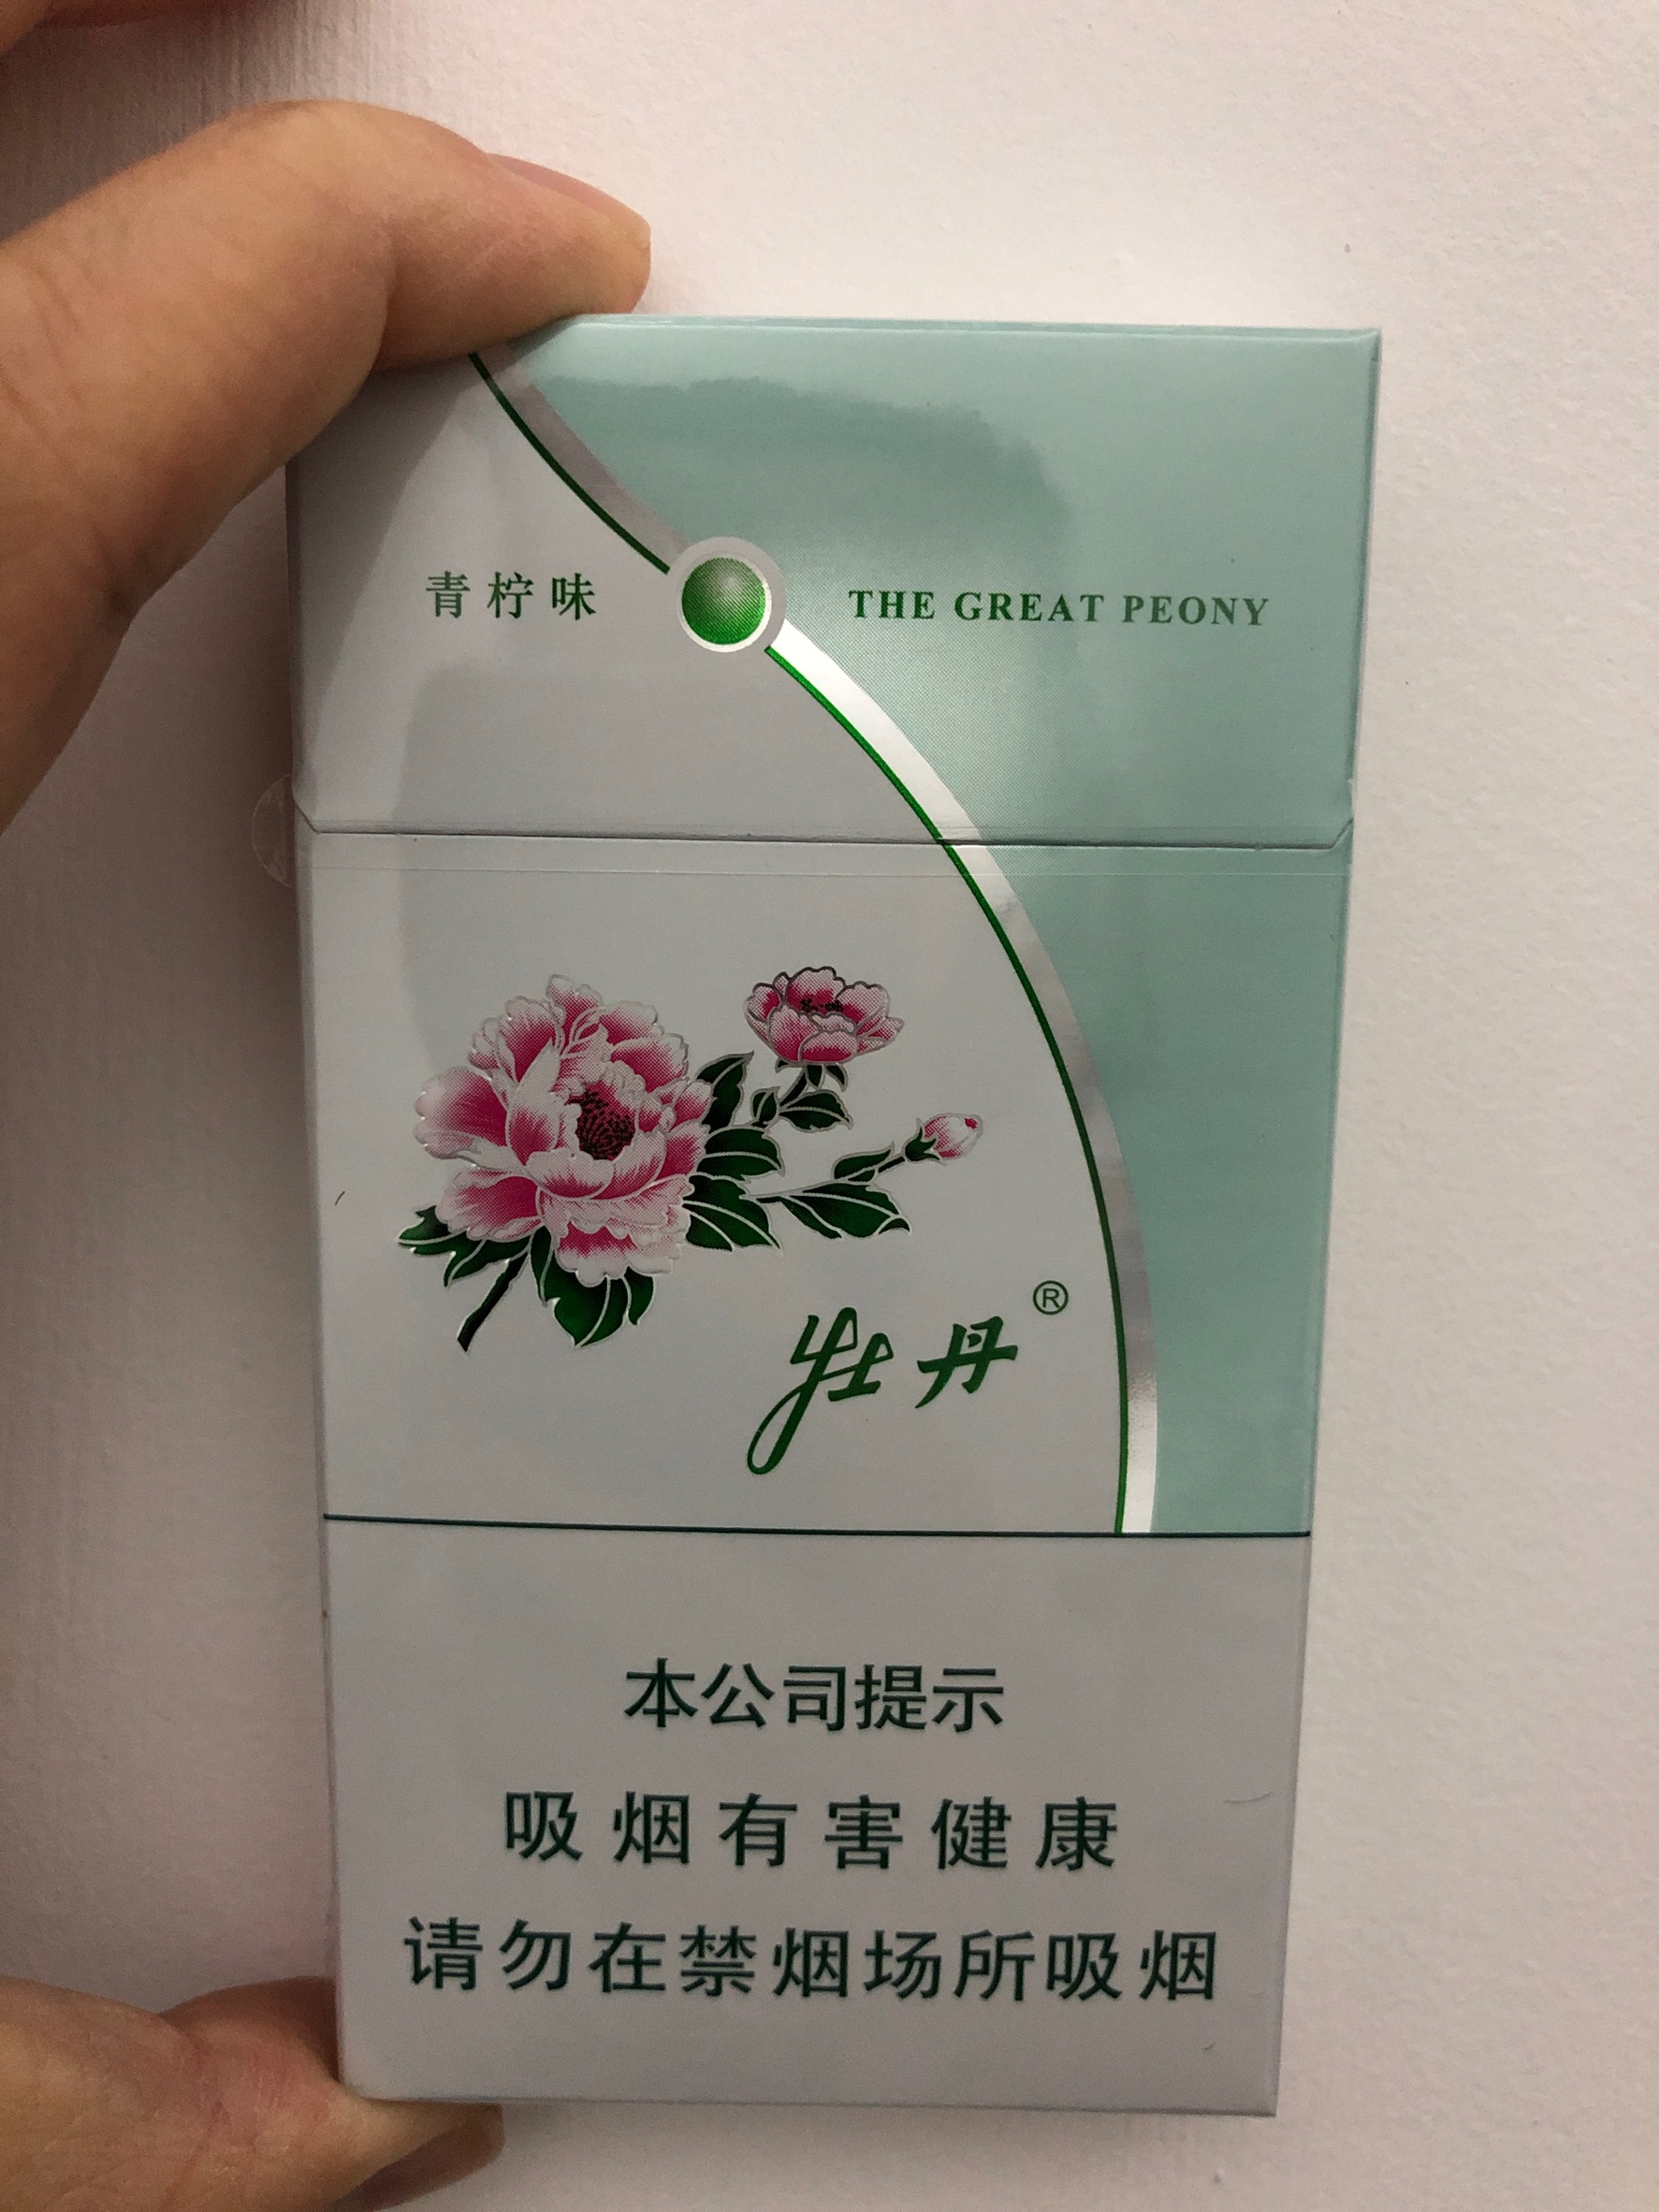 青柠味
THE GREAT PEONY
牡丹®
本公司提示
吸烟有害健康
请勿在禁烟场所吸烟